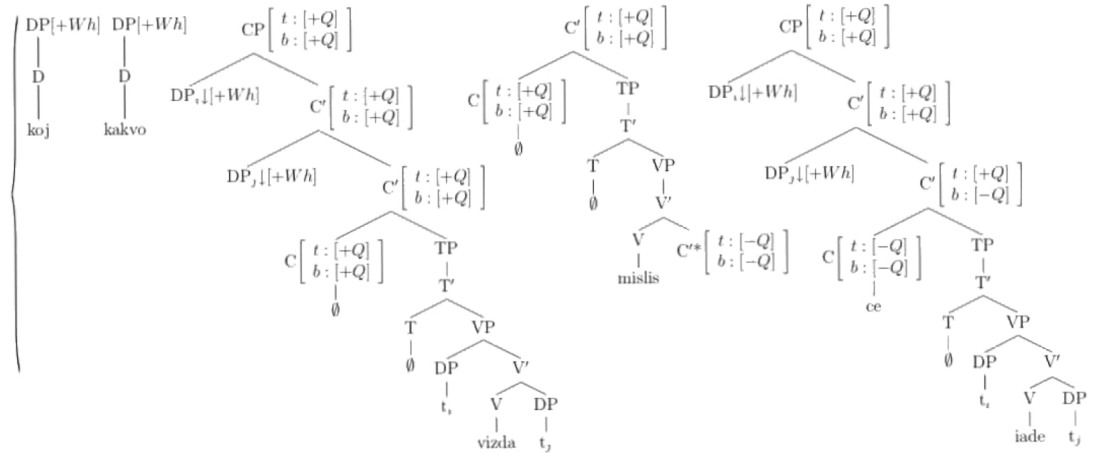 DP[+Wh] DP[+Wh]
D D
koj kakvo
CP [ t : [+Q] b : [+Q] ]
DPᵢ↓[+Wh] C′ [ t : [+Q] b : [+Q] ]
DPⱼ↓[+Wh] C′ [ t : [+Q] b : [+Q] ]
C [ t : [+Q] b : [+Q] ] TP
∅ T′
T VP
∅ DP V′
tᵢ V DP
vizda tⱼ
C′ [ t : [+Q] b : [+Q] ]
C [ t : [+Q] b : [+Q] ] TP
∅ T′
T VP
∅ V′
V C′* [ t : [−Q] b : [−Q] ]
mislis
CP [ t : [+Q] b : [+Q] ]
DPᵢ↓[+Wh] C′ [ t : [+Q] b : [+Q] ]
DPⱼ↓[+Wh] C′ [ t : [+Q] b : [−Q] ]
C [ t : [−Q] b : [−Q] ] TP
ce T′
T VP
∅ DP V′
tᵢ V DP
iade tⱼ